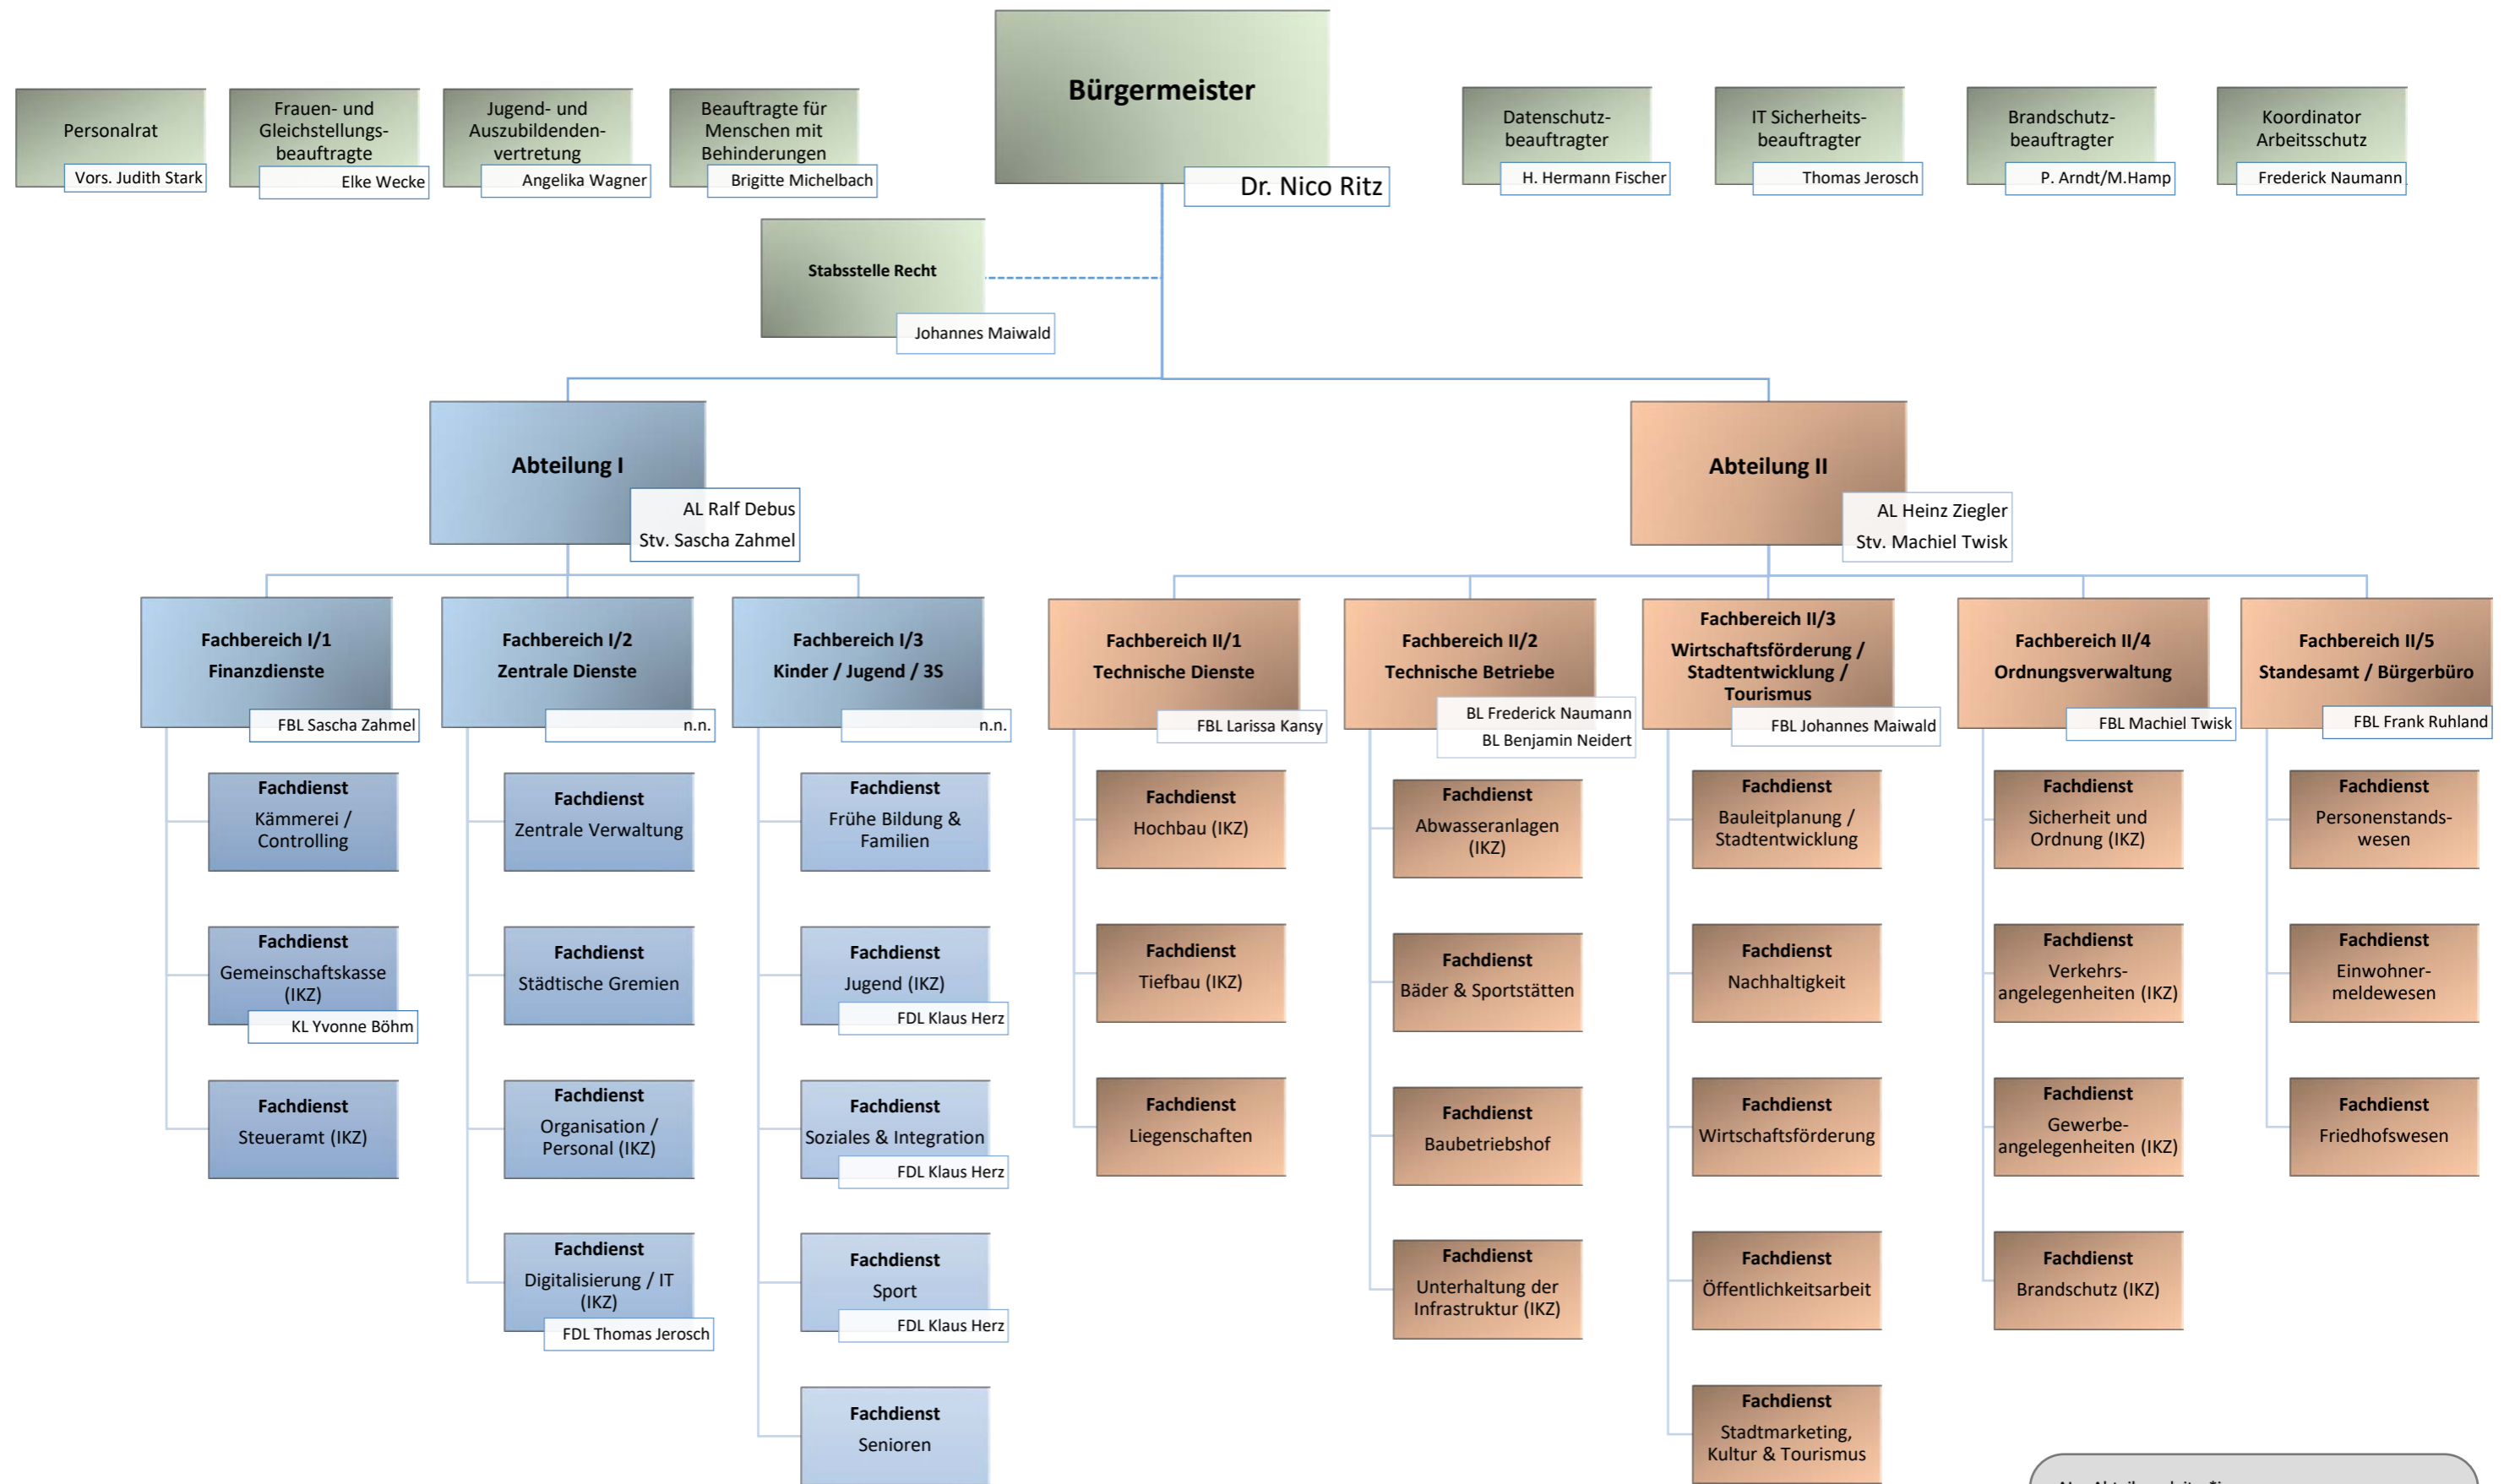 Bürgermeister
Dr. Nico Ritz
Personalrat
Vors. Judith Stark
Frauen- und
Gleichstellungs-
beauftragte
Elke Wecke
Jugend- und
Auszubildenden-
vertretung
Angelika Wagner
Beauftragte für
Menschen mit
Behinderungen
Brigitte Michelbach
Datenschutz-
beauftragter
H. Hermann Fischer
IT Sicherheits-
beauftragter
Thomas Jerosch
Brandschutz-
beauftragter
P. Arndt/M.Hamp
Koordinator
Arbeitsschutz
Frederick Naumann
Stabsstelle Recht
Johannes Maiwald
Abteilung I
AL Ralf Debus
Stv. Sascha Zahmel
Abteilung II
AL Heinz Ziegler
Stv. Machiel Twisk
Fachbereich I/1
Finanzdienste
FBL Sascha Zahmel
Fachdienst
Kämmerei /
Controlling
Fachdienst
Gemeinschaftskasse
(IKZ)
KL Yvonne Böhm
Fachdienst
Steueramt (IKZ)
Fachbereich I/2
Zentrale Dienste
n.n.
Fachdienst
Zentrale Verwaltung
Fachdienst
Städtische Gremien
Fachdienst
Organisation /
Personal (IKZ)
Fachdienst
Digitalisierung / IT
(IKZ)
FDL Thomas Jerosch
Fachbereich I/3
Kinder / Jugend / 3S
n.n.
Fachdienst
Frühe Bildung &
Familien
Fachdienst
Jugend (IKZ)
FDL Klaus Herz
Fachdienst
Soziales & Integration
FDL Klaus Herz
Fachdienst
Sport
FDL Klaus Herz
Fachdienst
Senioren
Fachbereich II/1
Technische Dienste
FBL Larissa Kansy
Fachdienst
Hochbau (IKZ)
Fachdienst
Tiefbau (IKZ)
Fachdienst
Liegenschaften
Fachbereich II/2
Technische Betriebe
BL Frederick Naumann
BL Benjamin Neidert
Fachdienst
Abwasseranlagen
(IKZ)
Fachdienst
Bäder & Sportstätten
Fachdienst
Baubetriebshof
Fachdienst
Unterhaltung der
Infrastruktur (IKZ)
Fachbereich II/3
Wirtschaftsförderung /
Stadtentwicklung /
Tourismus
FBL Johannes Maiwald
Fachdienst
Bauleitplanung /
Stadtentwicklung
Fachdienst
Nachhaltigkeit
Fachdienst
Wirtschaftsförderung
Fachdienst
Öffentlichkeitsarbeit
Fachdienst
Stadtmarketing,
Kultur & Tourismus
Fachbereich II/4
Ordnungsverwaltung
FBL Machiel Twisk
Fachdienst
Sicherheit und
Ordnung (IKZ)
Fachdienst
Verkehrs-
angelegenheiten (IKZ)
Fachdienst
Gewerbe-
angelegenheiten (IKZ)
Fachdienst
Brandschutz (IKZ)
Fachbereich II/5
Standesamt / Bürgerbüro
FBL Frank Ruhland
Fachdienst
Personenstands-
wesen
Fachdienst
Einwohner-
meldewesen
Fachdienst
Friedhofswesen